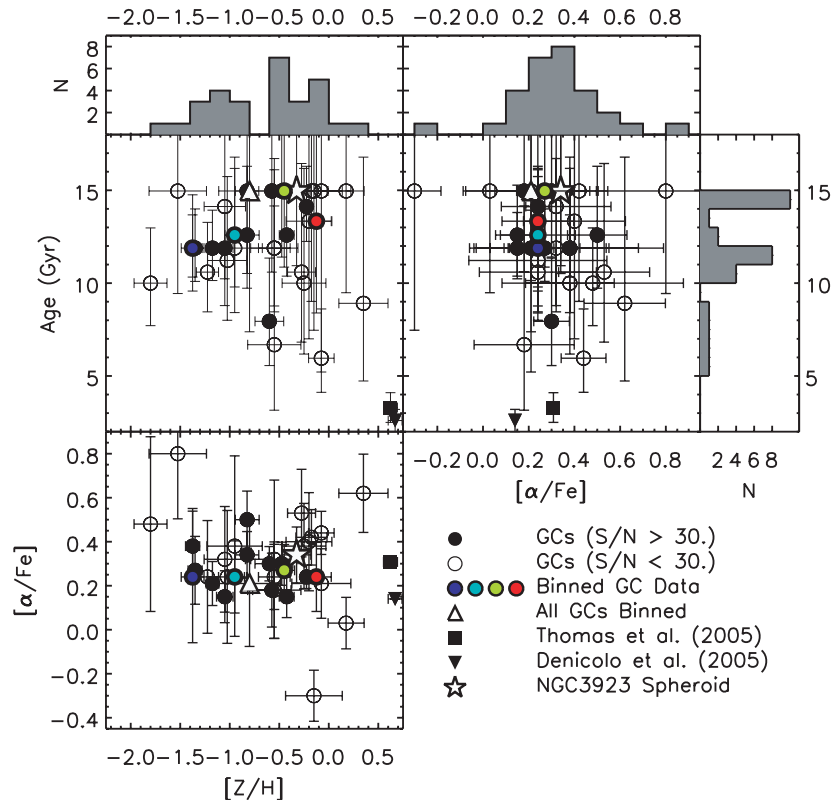 -2.0 -1.5 -1.0 -0.5 0.0 0.5 -0.2 0.0 0.2 0.4 0.6 0.8
N
8
6
4
2
Age (Gyr)
15
10
5
15
10
5
-0.2 0.0 0.2 0.4 0.6 0.8
[α/Fe]
2 4 6 8
N
[α/Fe]
0.8
0.6
0.4
0.2
0.0
-0.2
-0.4
-2.0 -1.5 -1.0 -0.5 0.0 0.5
[Z/H]
GCs (S/N > 30.)
GCs (S/N < 30.)
Binned GC Data
All GCs Binned
Thomas et al. (2005)
Denicolo et al. (2005)
NGC3923 Spheroid